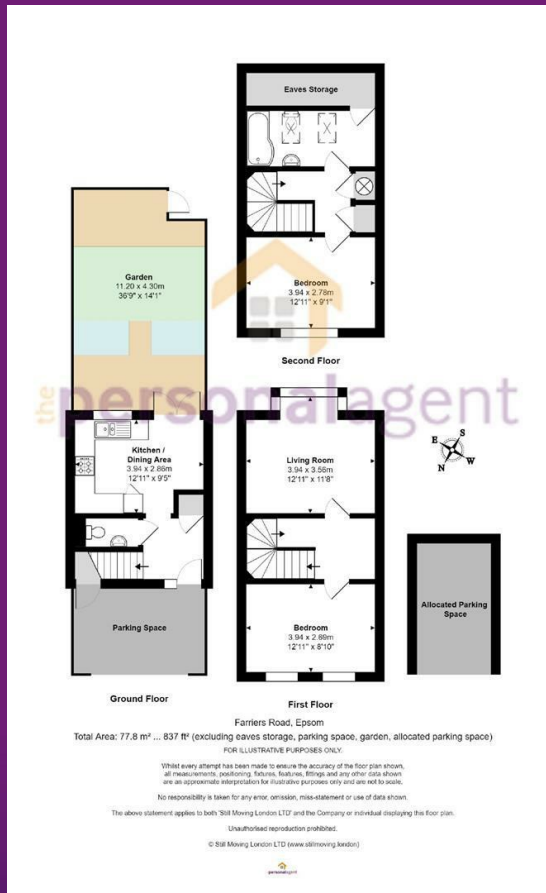 Eaves Storage
Bedroom
3.94 x 2.78m
12'11" x 9'1"
Second Floor
Garden
11.20 x 4.30m
36'9" x 14'1"
the personal agent
Kitchen /
Dining Area
3.94 x 2.86m
12'11" x 9'5"
Living Room
3.94 x 3.56m
12'11" x 11'8"
E S
N W
Parking Space
Ground Floor
Bedroom
3.94 x 2.69m
12'11" x 8'10"
First Floor
Allocated Parking
Space
Farriers Road, Epsom
Total Area: 77.8 m² ... 837 ft² (excluding eaves storage, parking space, garden, allocated parking space)
FOR ILLUSTRATIVE PURPOSES ONLY.
Whilst every attempt has been made to ensure the accuracy of the floor plan shown,
all measurements, positioning, fixtures, features, fittings and any other data shown
are an approximate interpretation for illustrative purposes only and are not to scale.
No responsibility is taken for any error, omission, miss-statement or use of data shown.
The above statement applies to both 'Still Moving London LTD' and the Company or individual displaying this floor plan.
Unauthorised reproduction prohibited.
© Still Moving London LTD (www.stillmoving.london)
personalagent